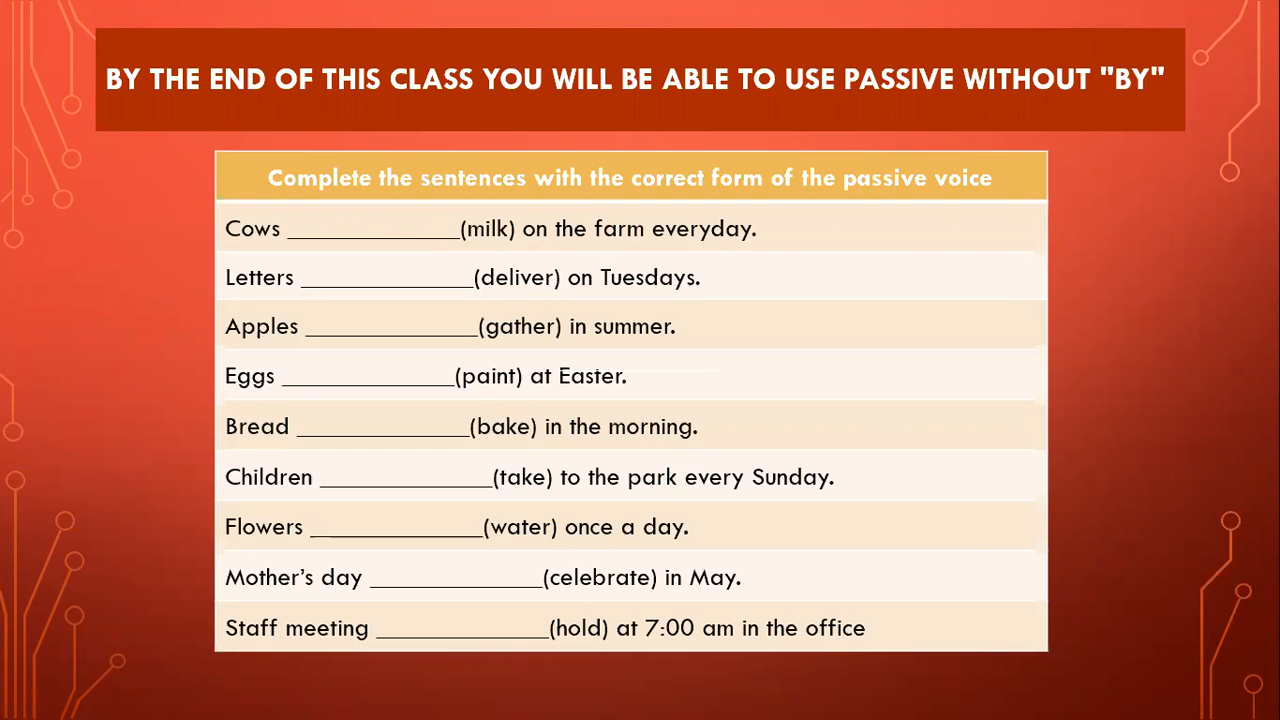 BY THE END OF THIS CLASS YOU WILL BE ABLE TO USE PASSIVE WITHOUT "BY"
Complete the sentences with the correct form of the passive voice
Cows ______________(milk) on the farm everyday.
Letters ______________(deliver) on Tuesdays.
Apples ______________(gather) in summer.
Eggs ______________(paint) at Easter.
Bread ______________(bake) in the morning.
Children ______________(take) to the park every Sunday.
Flowers ______________(water) once a day.
Mother’s day ______________(celebrate) in May.
Staff meeting ______________(hold) at 7:00 am in the office